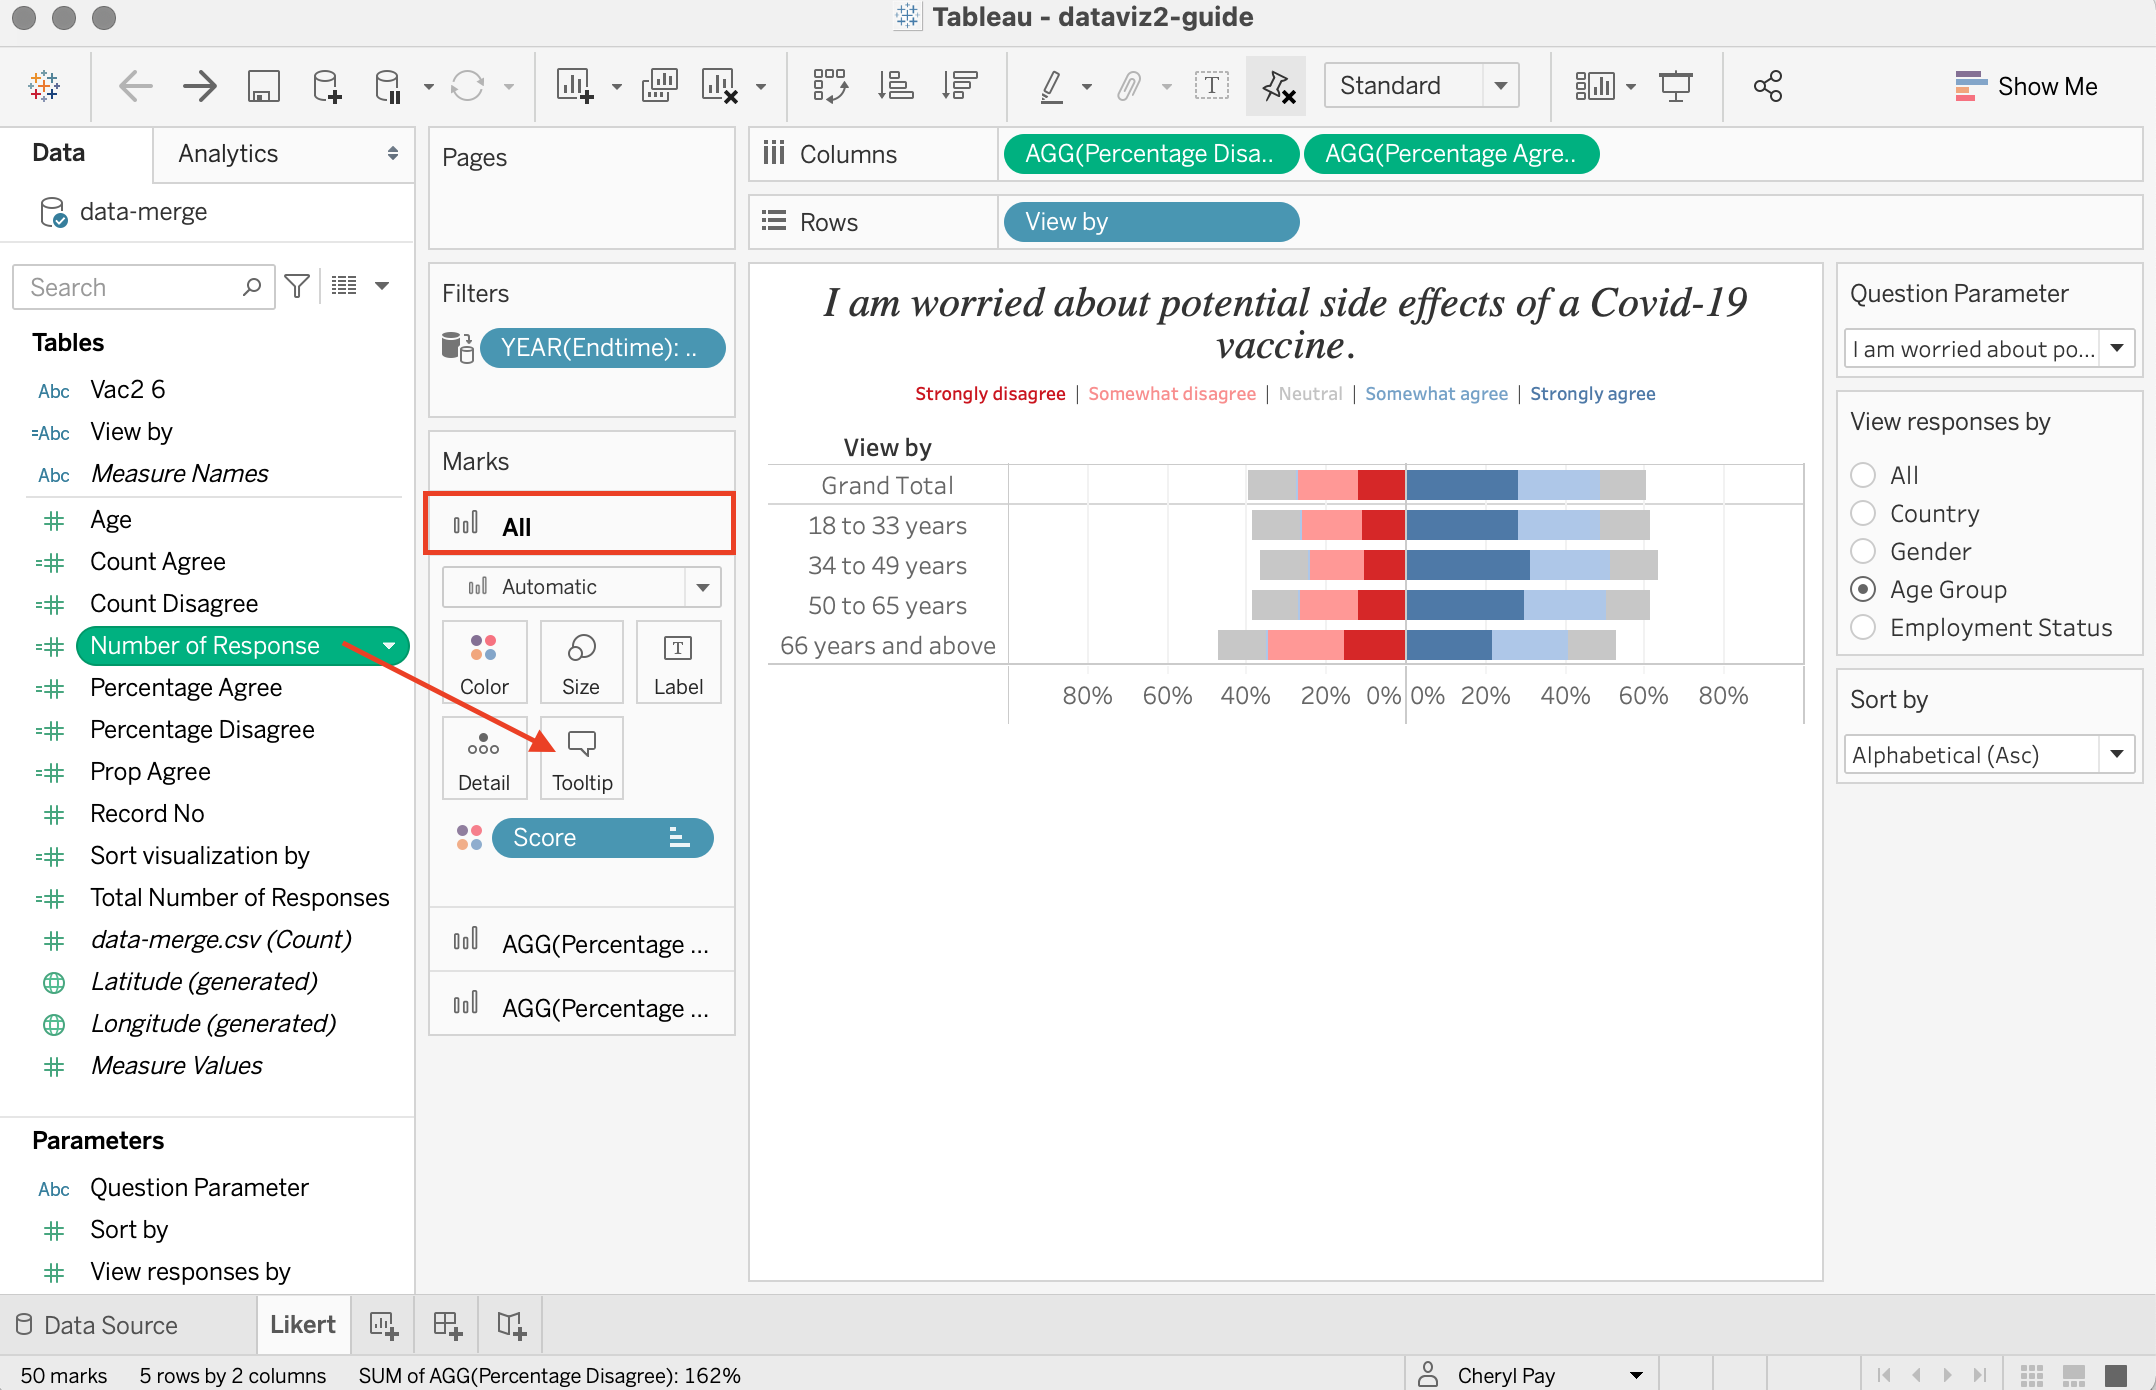 Tableau - dataviz2-guide
Standard
Show Me
Data
Analytics
data-merge
Search
Tables
Abc Vac2 6
=Abc View by
Abc Measure Names
Age
Count Agree
Count Disagree
Number of Response
Percentage Agree
Percentage Disagree
Prop Agree
Record No
Sort visualization by
Total Number of Responses
data-merge.csv (Count)
Latitude (generated)
Longitude (generated)
Measure Values
Parameters
Abc Question Parameter
Sort by
View responses by
Pages
Filters
YEAR(Endtime): ..
Marks
All
Automatic
Color
Size
Label
Detail
Tooltip
Score
AGG(Percentage ...
AGG(Percentage ...
Columns
AGG(Percentage Disa..
AGG(Percentage Agre..
Rows
View by
I am worried about potential side effects of a Covid-19
vaccine.
Strongly disagree | Somewhat disagree | Neutral | Somewhat agree | Strongly agree
View by
Grand Total
18 to 33 years
34 to 49 years
50 to 65 years
66 years and above
80% 60% 40% 20% 0% 0% 20% 40% 60% 80%
Question Parameter
I am worried about po...
View responses by
All
Country
Gender
Age Group
Employment Status
Sort by
Alphabetical (Asc)
Data Source
Likert
50 marks 5 rows by 2 columns SUM of AGG(Percentage Disagree): 162%
Cheryl Pay